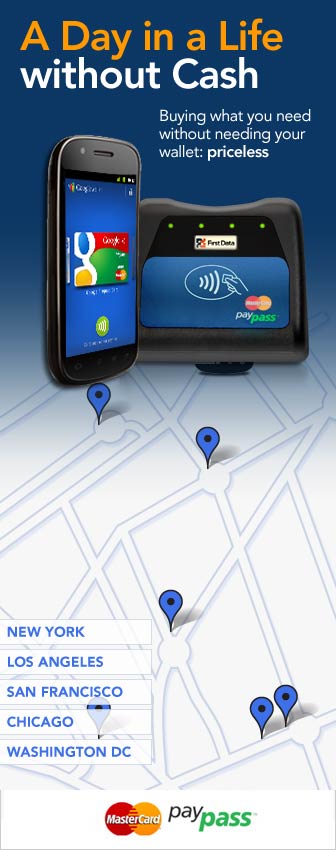 A Day in a Life
without Cash
Buying what you need
without needing your
wallet: priceless
Google
First Data
MasterCard
paypass
NEW YORK
LOS ANGELES
SAN FRANCISCO
CHICAGO
WASHINGTON DC
MasterCard
paypass